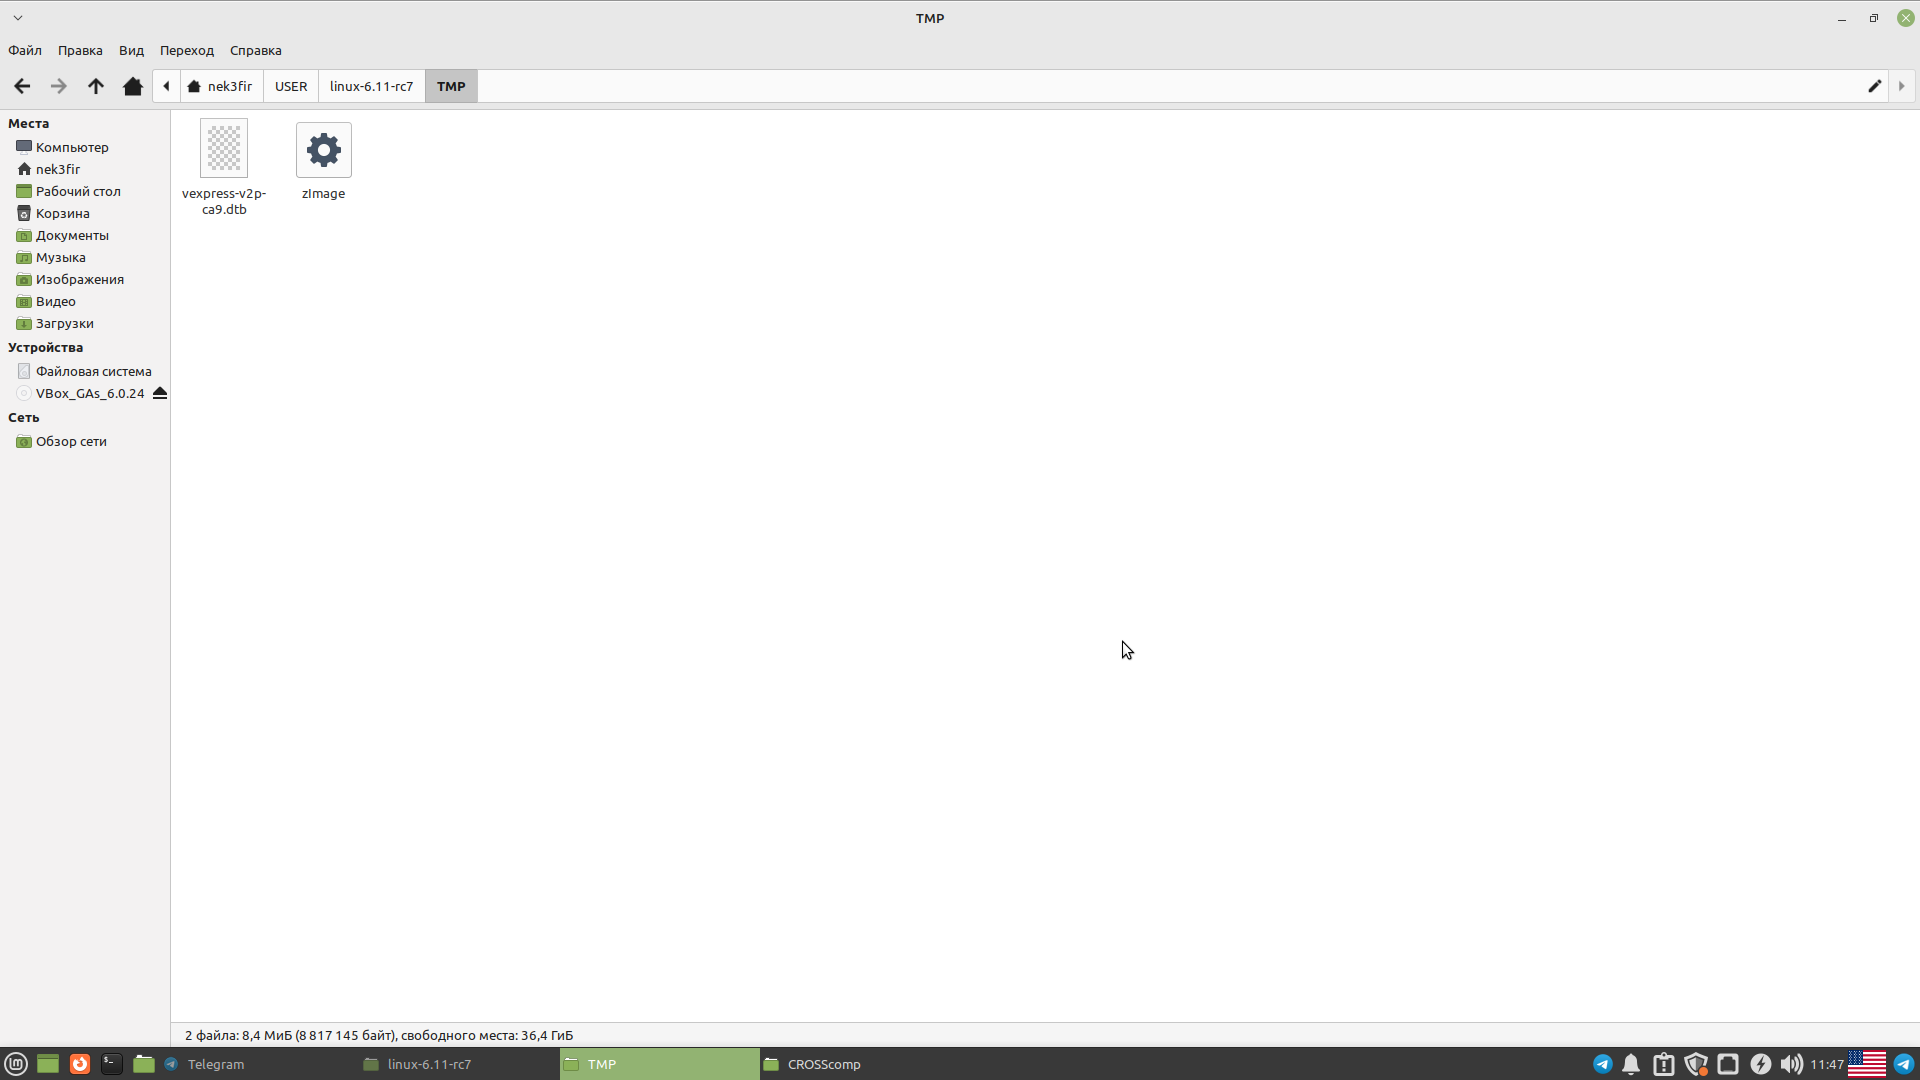 TMP
Файл Правка Вид Переход Справка
nek3fir USER linux-6.11-rc7 TMP
Места
Компьютер
nek3fir
Рабочий стол
Корзина
Документы
Музыка
Изображения
Видео
Загрузки
Устройства
Файловая система
VBox_GAs_6.0.24
Сеть
Обзор сети
vexpress-v2p-
ca9.dtb
zImage
2 файла: 8,4 МиБ (8 817 145 байт), свободного места: 36,4 ГиБ
Telegram linux-6.11-rc7 TMP CROSScomp 11:47